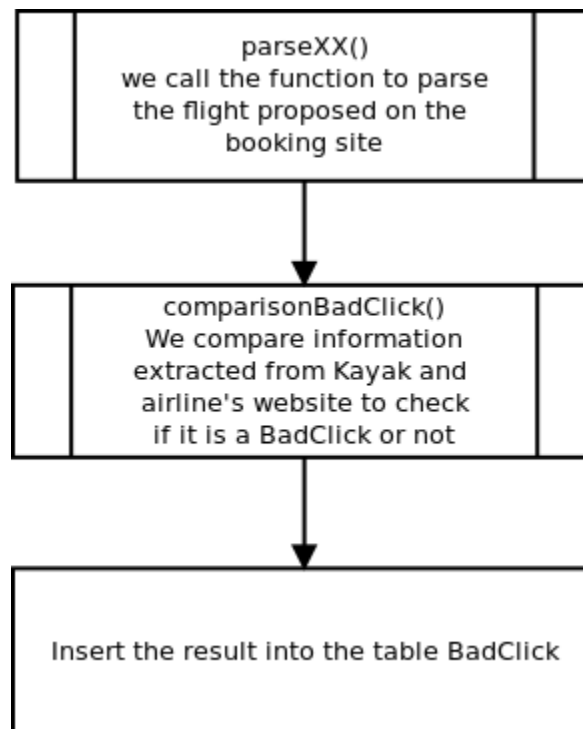 parseXX()
we call the function to parse
the flight proposed on the
booking site
comparisonBadClick()
We compare information
extracted from Kayak and
airline's website to check
if it is a BadClick or not
Insert the result into the table BadClick